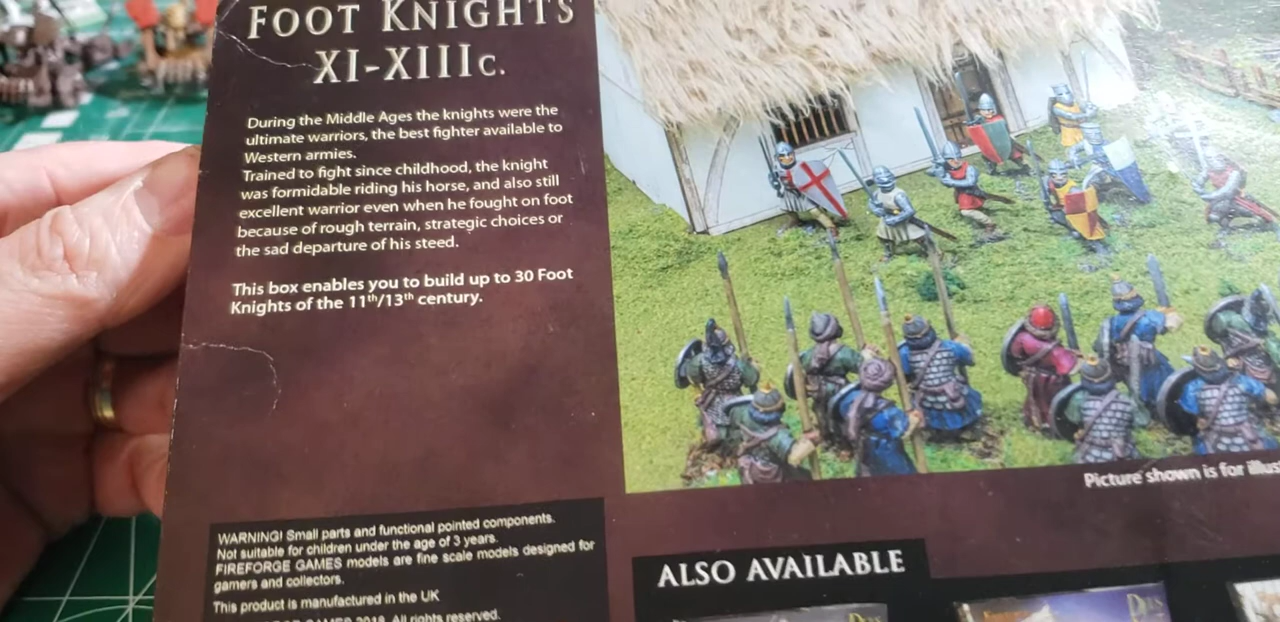 FOOT KNIGHTS
XI-XIIIC.
During the Middle Ages the knights were the
ultimate warriors, the best fighter available to
Western armies.
Trained to fight since childhood, the knight
was formidable riding his horse, and also still
excellent warrior even when he fought on foot
because of rough terrain, strategic choices or
the sad departure of his steed.
This box enables you to build up to 30 Foot
Knights of the 11th/13th century.
Picture shown is for
WARNING! Small parts and functional pointed components.
Not suitable for children under the age of 3 years.
FIREFORGE GAMES models are fine scale models designed for
gamers and collectors.
This product is manufactured in the UK
GAMES 2018. All rights reserved.
ALSO AVAILABLE